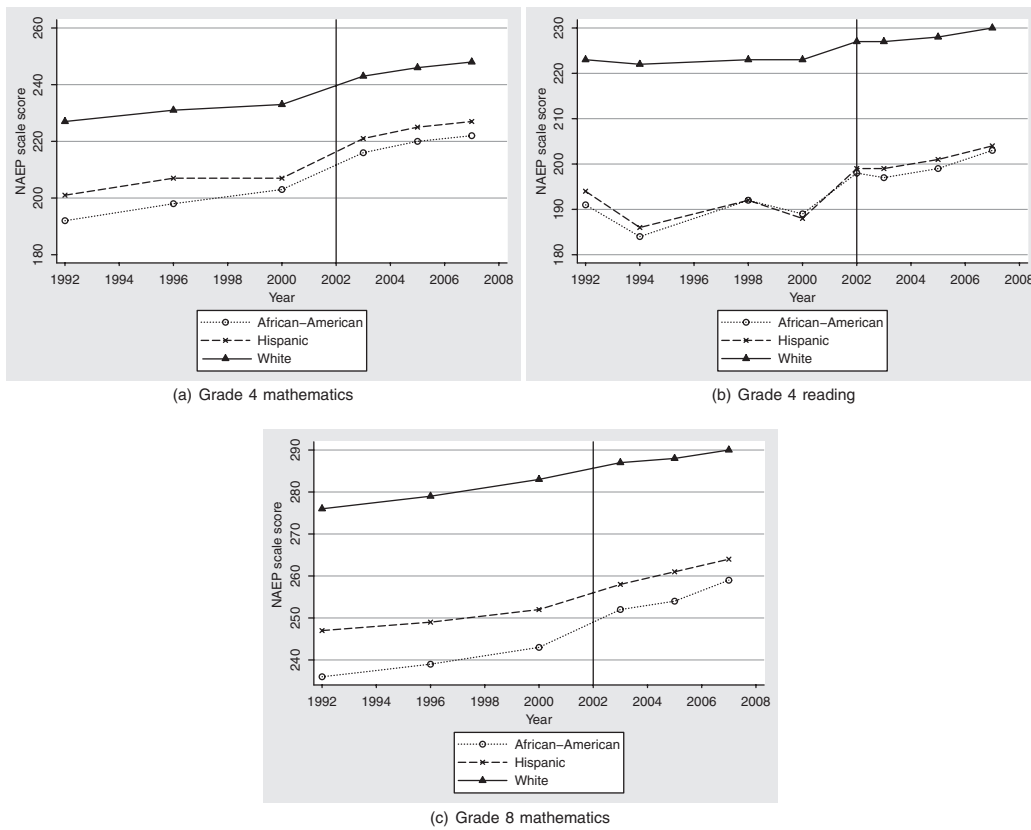 NAEP scale score
260
240
220
200
180
1992 1994 1996 1998 2000 2002 2004 2006 2008
Year
African−American
Hispanic
White
(a) Grade 4 mathematics
NAEP scale score
230
220
210
200
190
180
1992 1994 1996 1998 2000 2002 2004 2006 2008
Year
African−American
Hispanic
White
(b) Grade 4 reading
NAEP scale score
290
280
270
260
250
240
1992 1994 1996 1998 2000 2002 2004 2006 2008
Year
African−American
Hispanic
White
(c) Grade 8 mathematics